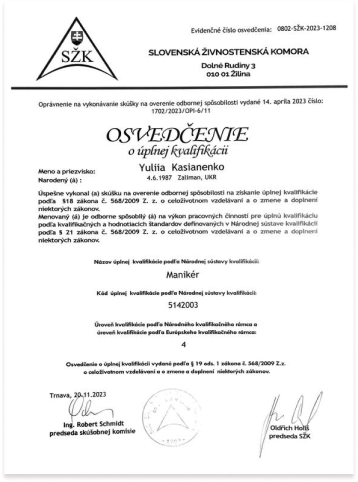 SŽK
Evidenčné číslo osvedčenia: 0802-SŽK-2023-1208
SLOVENSKÁ ŽIVNOSTENSKÁ KOMORA
Dolné Rudiny 3
010 01 Žilina
Oprávnenie na vykonávanie skúšky na overenie odbornej spôsobilosti vydané 14. apríla 2023 číslo:
1702/2023/OPI-6/11
OSVEDČENIE
o úplnej kvalifikácii
Meno a priezvisko: Yuliia Kasianenko
Narodený (á) : 4.6.1987 Zaliman, UKR
Úspešne vykonal (a) skúšku na overenie odbornej spôsobilosti na získanie úplnej kvalifikácie
podľa §18 zákona č. 568/2009 Z.z. o celoživotnom vzdelávaní a o zmene a doplnení
niektorých zákonov.
Menovaný (á) je odborne spôsobilý (á) na výkon pracovných činností pre úplnú kvalifikáciu
podľa kvalifikačných a hodnotiacich štandardov definovaných v Národnej sústave kvalifikácií
podľa § 21 zákona č. 568/2009 Z.z. o celoživotnom vzdelávaní a o zmene a doplnení
niektorých zákonov.
Názov úplnej kvalifikácie podľa Národnej sústavy kvalifikácií:
Manikér
Kód úplnej kvalifikácie podľa Národnej sústavy kvalifikácií:
5142003
Úroveň kvalifikácie podľa Národného kvalifikačného rámca a
úroveň kvalifikácie podľa Európskeho kvalifikačného rámca:
4
Osvedčenie o úplnej kvalifikácii vydané podľa § 19 ods. 1 zákona č. 568/2009 Z.z.
o celoživotnom vzdelávaní a o zmene a doplnení niektorých zákonov.
Trnava, 20.11.2023
Ing. Robert Schmidt
predseda skúšobnej komisie
Oldřich Holiš
predseda SŽK